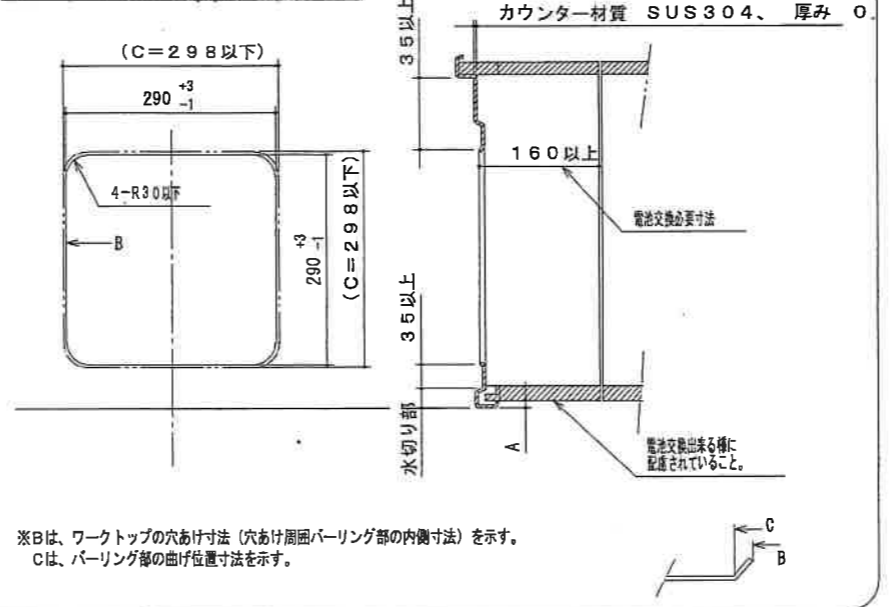 カウンター材質 SUS304、 厚み 0.
35以上
(C=298以下)
290 +3 -1
160以上
4-R30以下
B
電池交換必要寸法
290 +3 -1
(C=298以下)
35以上
水切り部
A
電池交換出来る様に
配慮されていること。
※Bは、ワークトップの穴あけ寸法(穴あけ周囲バーリング部の内側寸法)を示す。
Cは、バーリング部の曲げ位置寸法を示す。
C
B